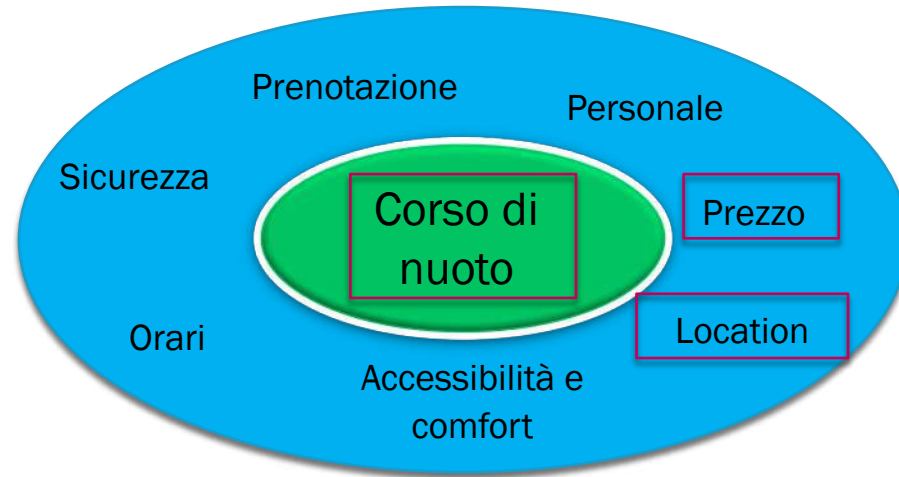 Prenotazione
Personale
Sicurezza
Corso di
nuoto
Prezzo
Location
Orari
Accessibilità e
comfort